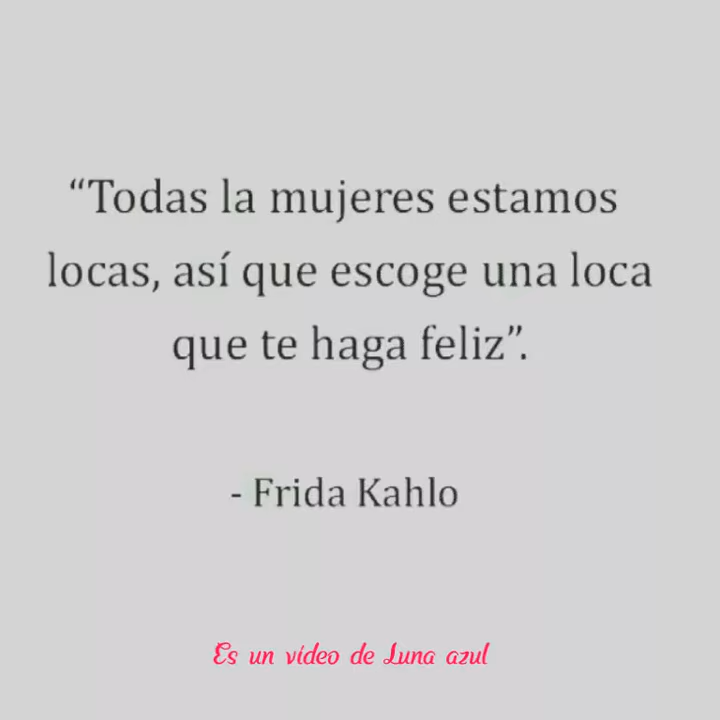 “Todas la mujeres estamos
locas, así que escoge una loca
que te haga feliz”.
- Frida Kahlo
Es un vídeo de Luna azul